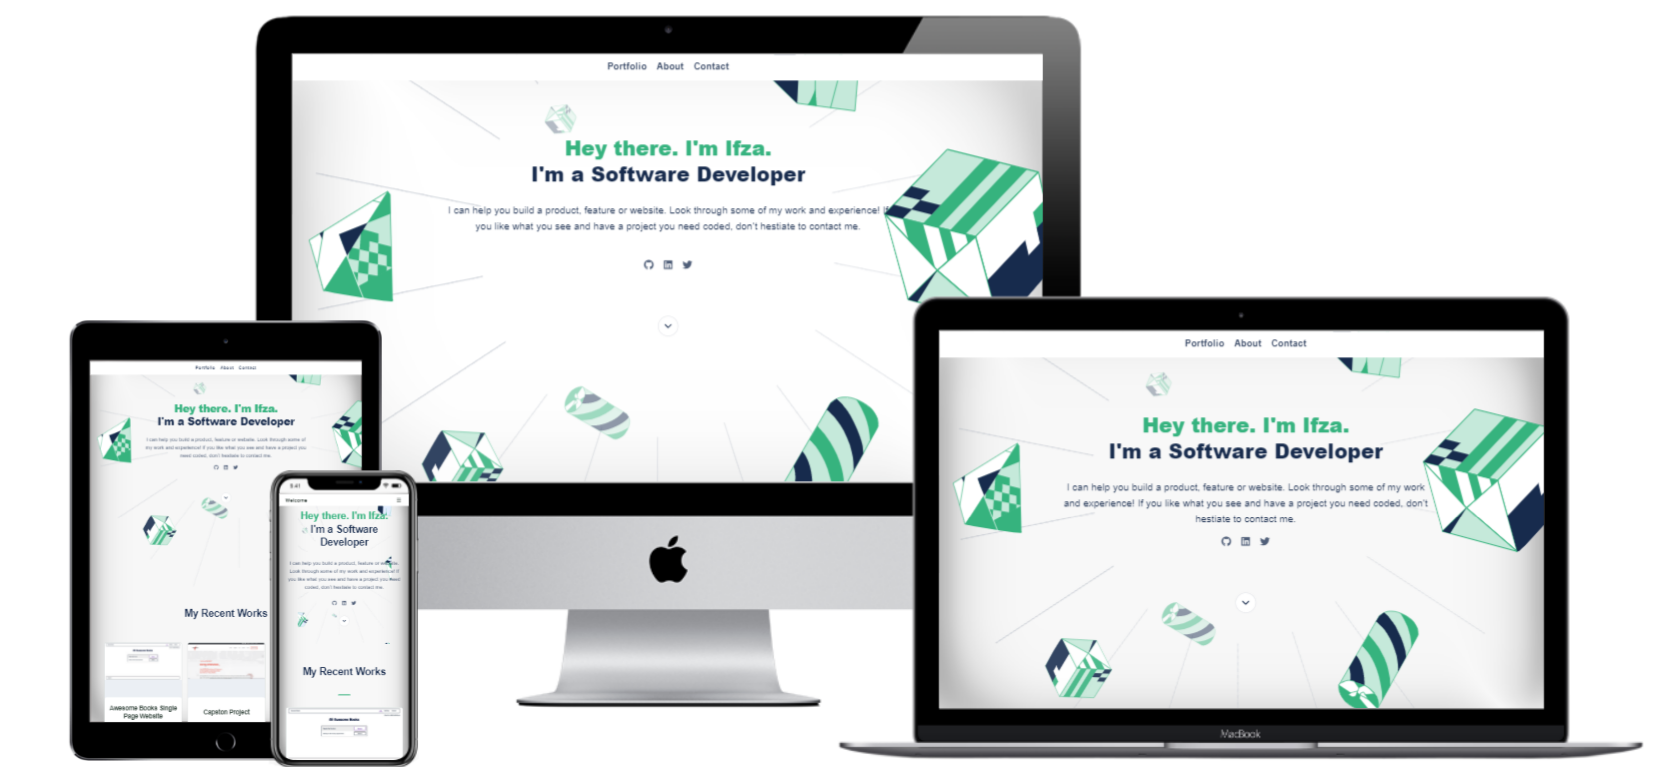 Portfolio About Contact
Hey there. I'm Ifza.
I'm a Software Developer
I can help you build a product, feature or website. Look through some of my work and experience! If
you like what you see and have a project you need coded, don't hestiate to contact me.
Portfolio About Contact
Hey there. I'm Ifza.
I'm a Software Developer
I can help you build a product, feature or website. Look through some of my work
and experience! If you like what you see and have a project you need coded, don't
hestiate to contact me.
MacBook
Portfolio About Contact
Hey there. I'm Ifza.
I'm a Software Developer
I can help you build a product, feature or website. Look through some of
my work and experience! If you like what you see and have a project you
need coded, don't hestiate to contact me.
My Recent Works
Awesome Books Single
Page Website
Capston Project
Welcome
Hey there. I'm Ifza.
I'm a Software
Developer
I can help you build a product, feature or website.
Look through some of my work and experience! If
you like what you see and have a project you need
coded, don't hestiate to contact me.
My Recent Works